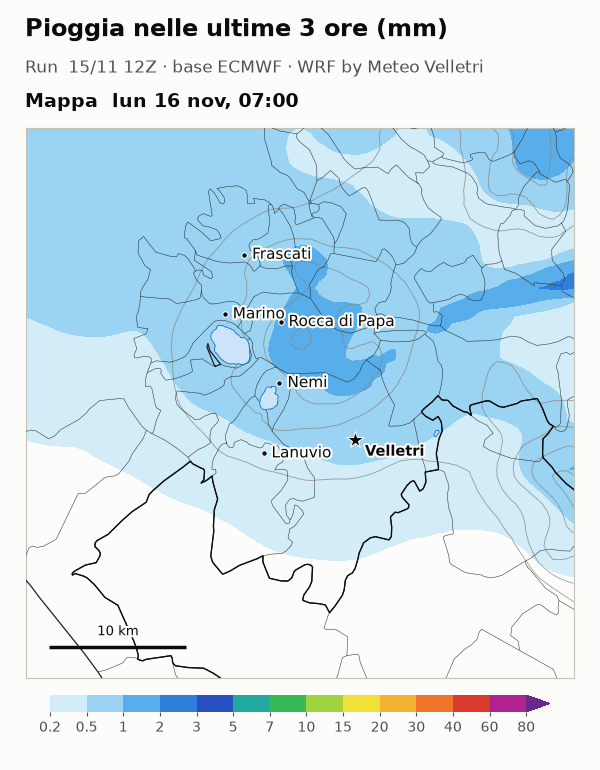 Pioggia nelle ultime 3 ore (mm)
Run  15/11 12Z · base ECMWF · WRF by Meteo Velletri
Mappa  lun 16 nov, 07:00
Frascati
Marino
Rocca di Papa
Nemi
Velletri
Lanuvio
10 km
0.2 0.5 1 2 3 5 7 10 15 20 30 40 60 80